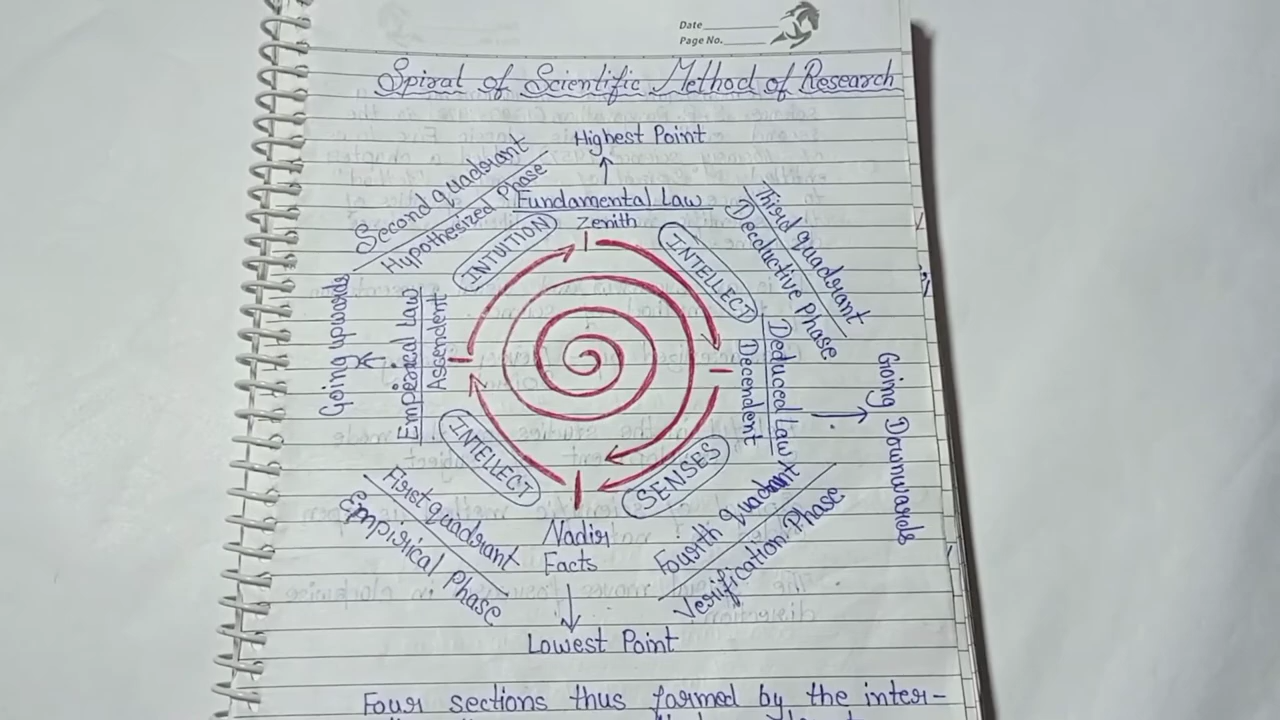 Date
Page No.
Spiral of Scientific Method of Research
Highest Point
Fundamental Law
Zenith
Second quadrant
Hypothesized Phase
INTUITION
INTELLECT
Third quadrant
Deductive Phase
Going upwards
Empirical Law
Ascendent
Decendent
Deduced Law
Going Downwards
INTELLECT
First quadrant
Empirical Phase
SENSES
Fourth quadrant
Verification Phase
Nadir
Facts
Lowest Point
Four sections thus formed by the inter-